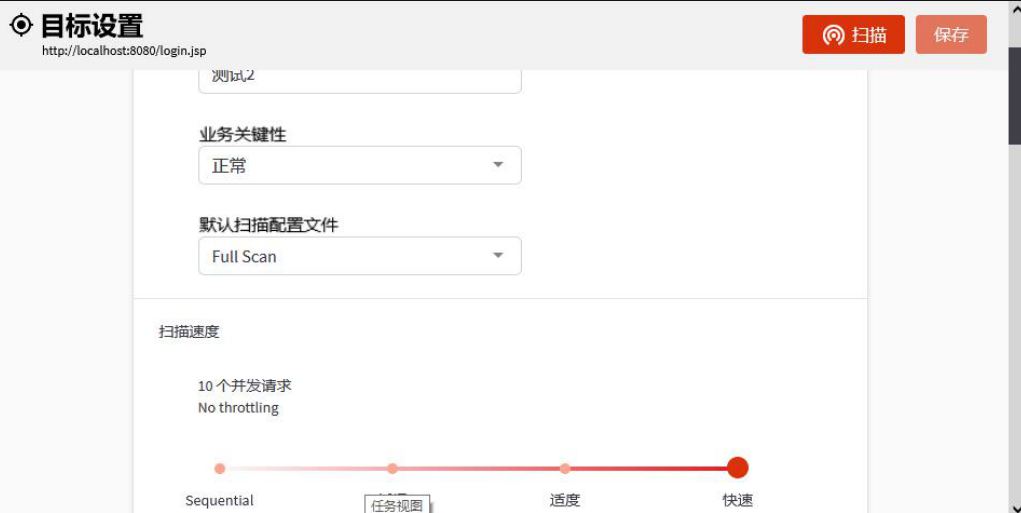 目标设置
http://localhost:8080/login.jsp
扫描
保存
测试2
业务关键性
正常
默认扫描配置文件
Full Scan
扫描速度
10 个并发请求
No throttling
Sequential
适度
快速
任务视图